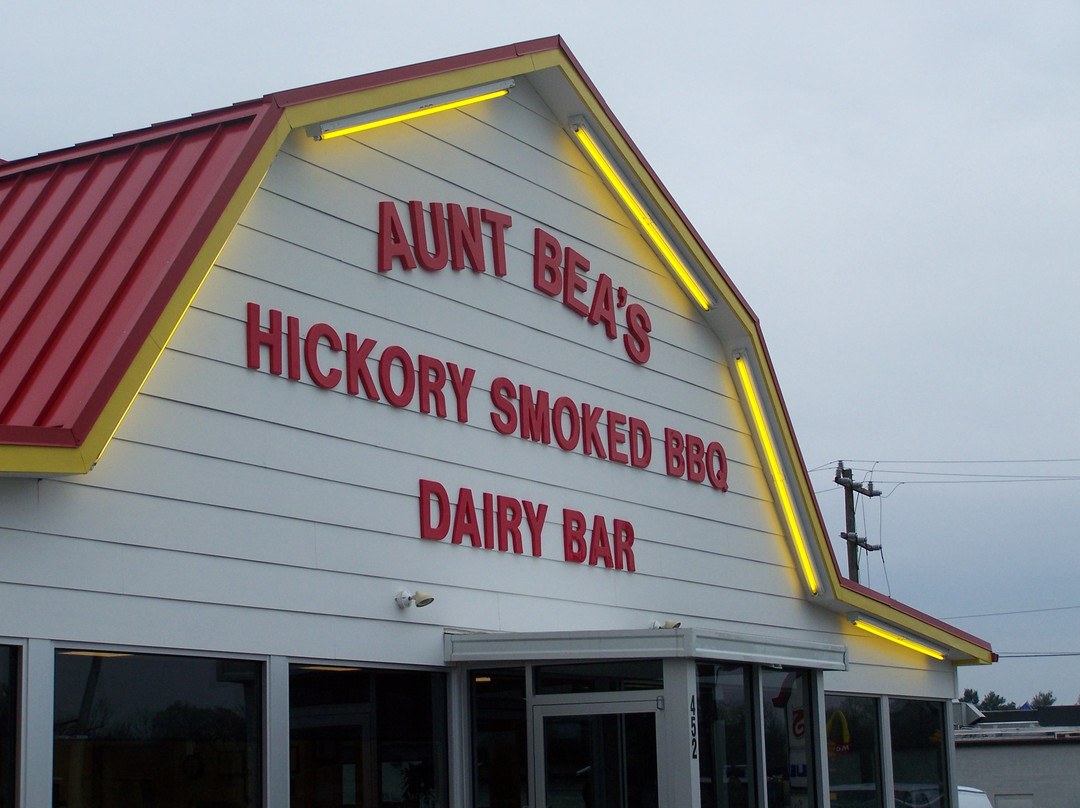 AUNT BEA'S
HICKORY SMOKED BBQ
DAIRY BAR
452